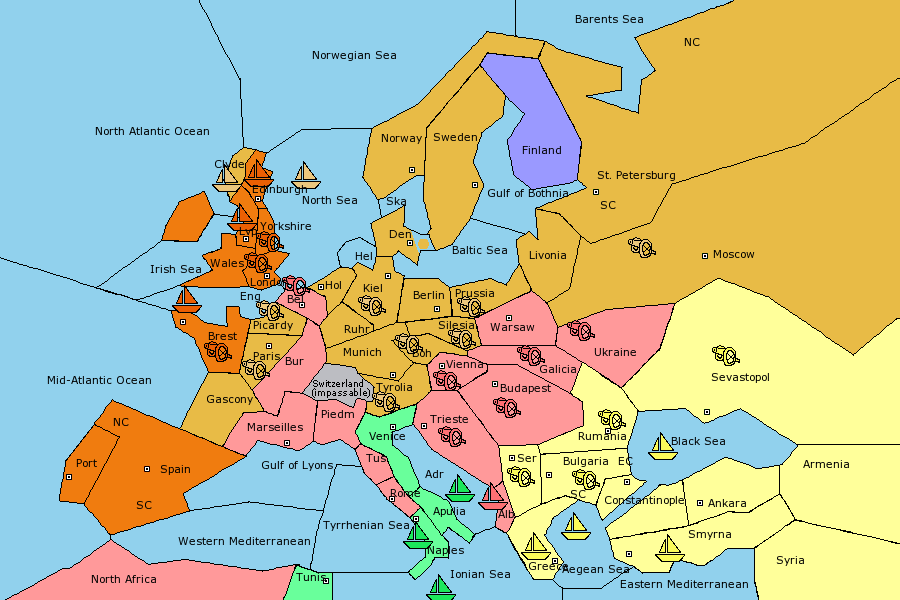 Barents Sea
NC
Norwegian Sea
North Atlantic Ocean
Norway
Sweden
Finland
Clyde
Edinburgh
North Sea
Ska
Gulf of Bothnia
St. Petersburg
SC
Yorkshire
Den
Baltic Sea
Livonia
Moscow
Irish Sea
Wales
Hel
London
Eng
Bel
Hol
Kiel
Berlin
Prussia
Picardy
Brest
Paris
Ruhr
Silesia
Warsaw
Ukraine
Munich
Boh
Galicia
Bur
Vienna
Sevastopol
Mid-Atlantic Ocean
Switzerland
(impassable)
Tyrolia
Budapest
Gascony
Piedm
Trieste
NC
Marseilles
Venice
Rumania
Black Sea
Port
Spain
Gulf of Lyons
Tus
Adr
Ser
Bulgaria
EC
SC
Armenia
Rome
SC
Constantinople
Ankara
Apulia
Alb
Tyrrhenian Sea
Smyrna
Western Mediterranean
Naples
Greece
Aegean Sea
Syria
North Africa
Tunis
Ionian Sea
Eastern Mediterranean